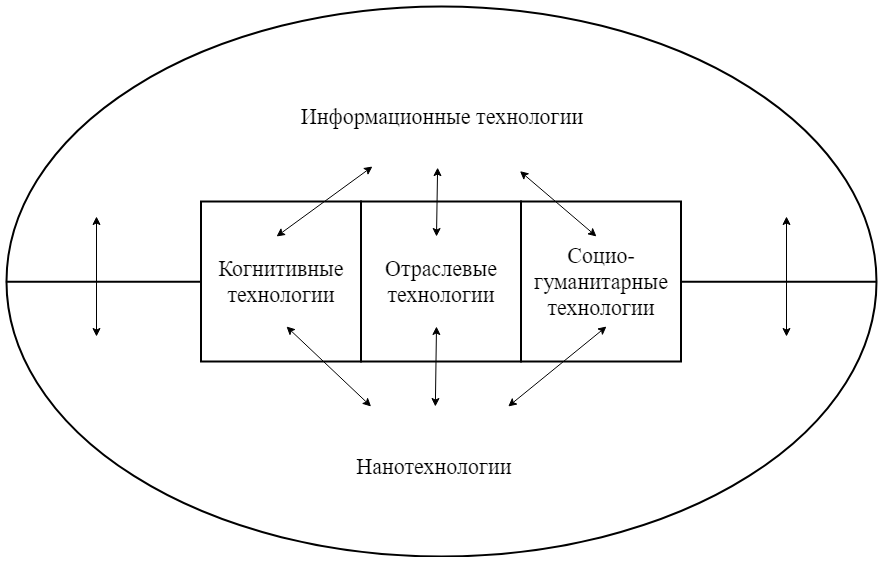 Информационные технологии
Когнитивные
технологии
Отраслевые
технологии
Социо-
гуманитарные
технологии
Нанотехнологии